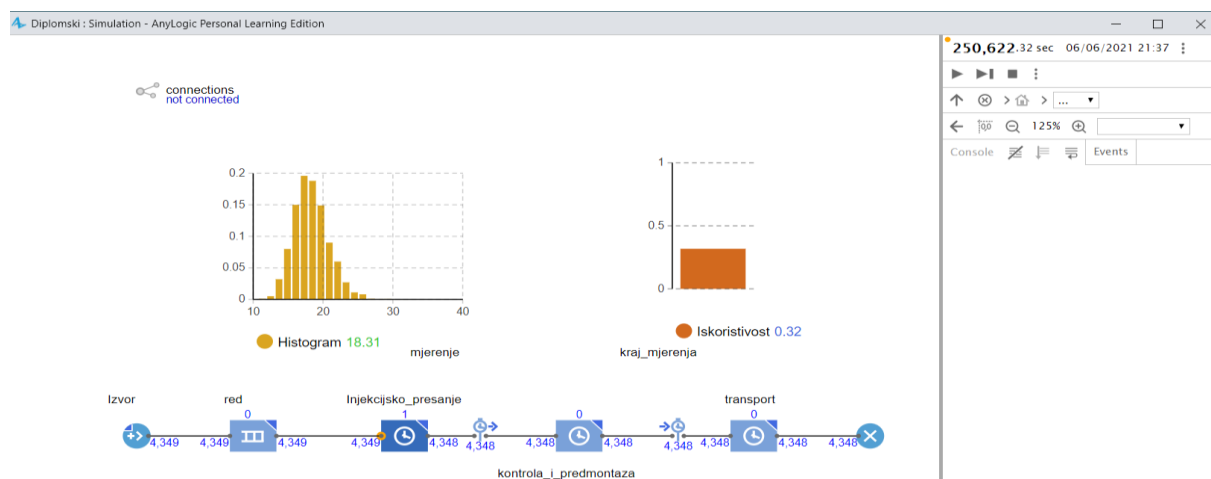 Diplomski : Simulation - AnyLogic Personal Learning Edition
250,622.32 sec 06/06/2021 21:37
connections
not connected
...
125%
Console
Events
0.2
0.15
0.1
0.05
0
10 20 30 40
Histogram 18.31
1
0.5
0
Iskoristivost 0.32
mjerenje
kraj_mjerenja
Izvor
red
Injekcijsko_presanje
transport
0 1 0 0
4,349 4,349 4,349 4,349 4,348 4,348 4,348 4,348 4,348 4,348 4,348 4,348
kontrola_i_predmontaza